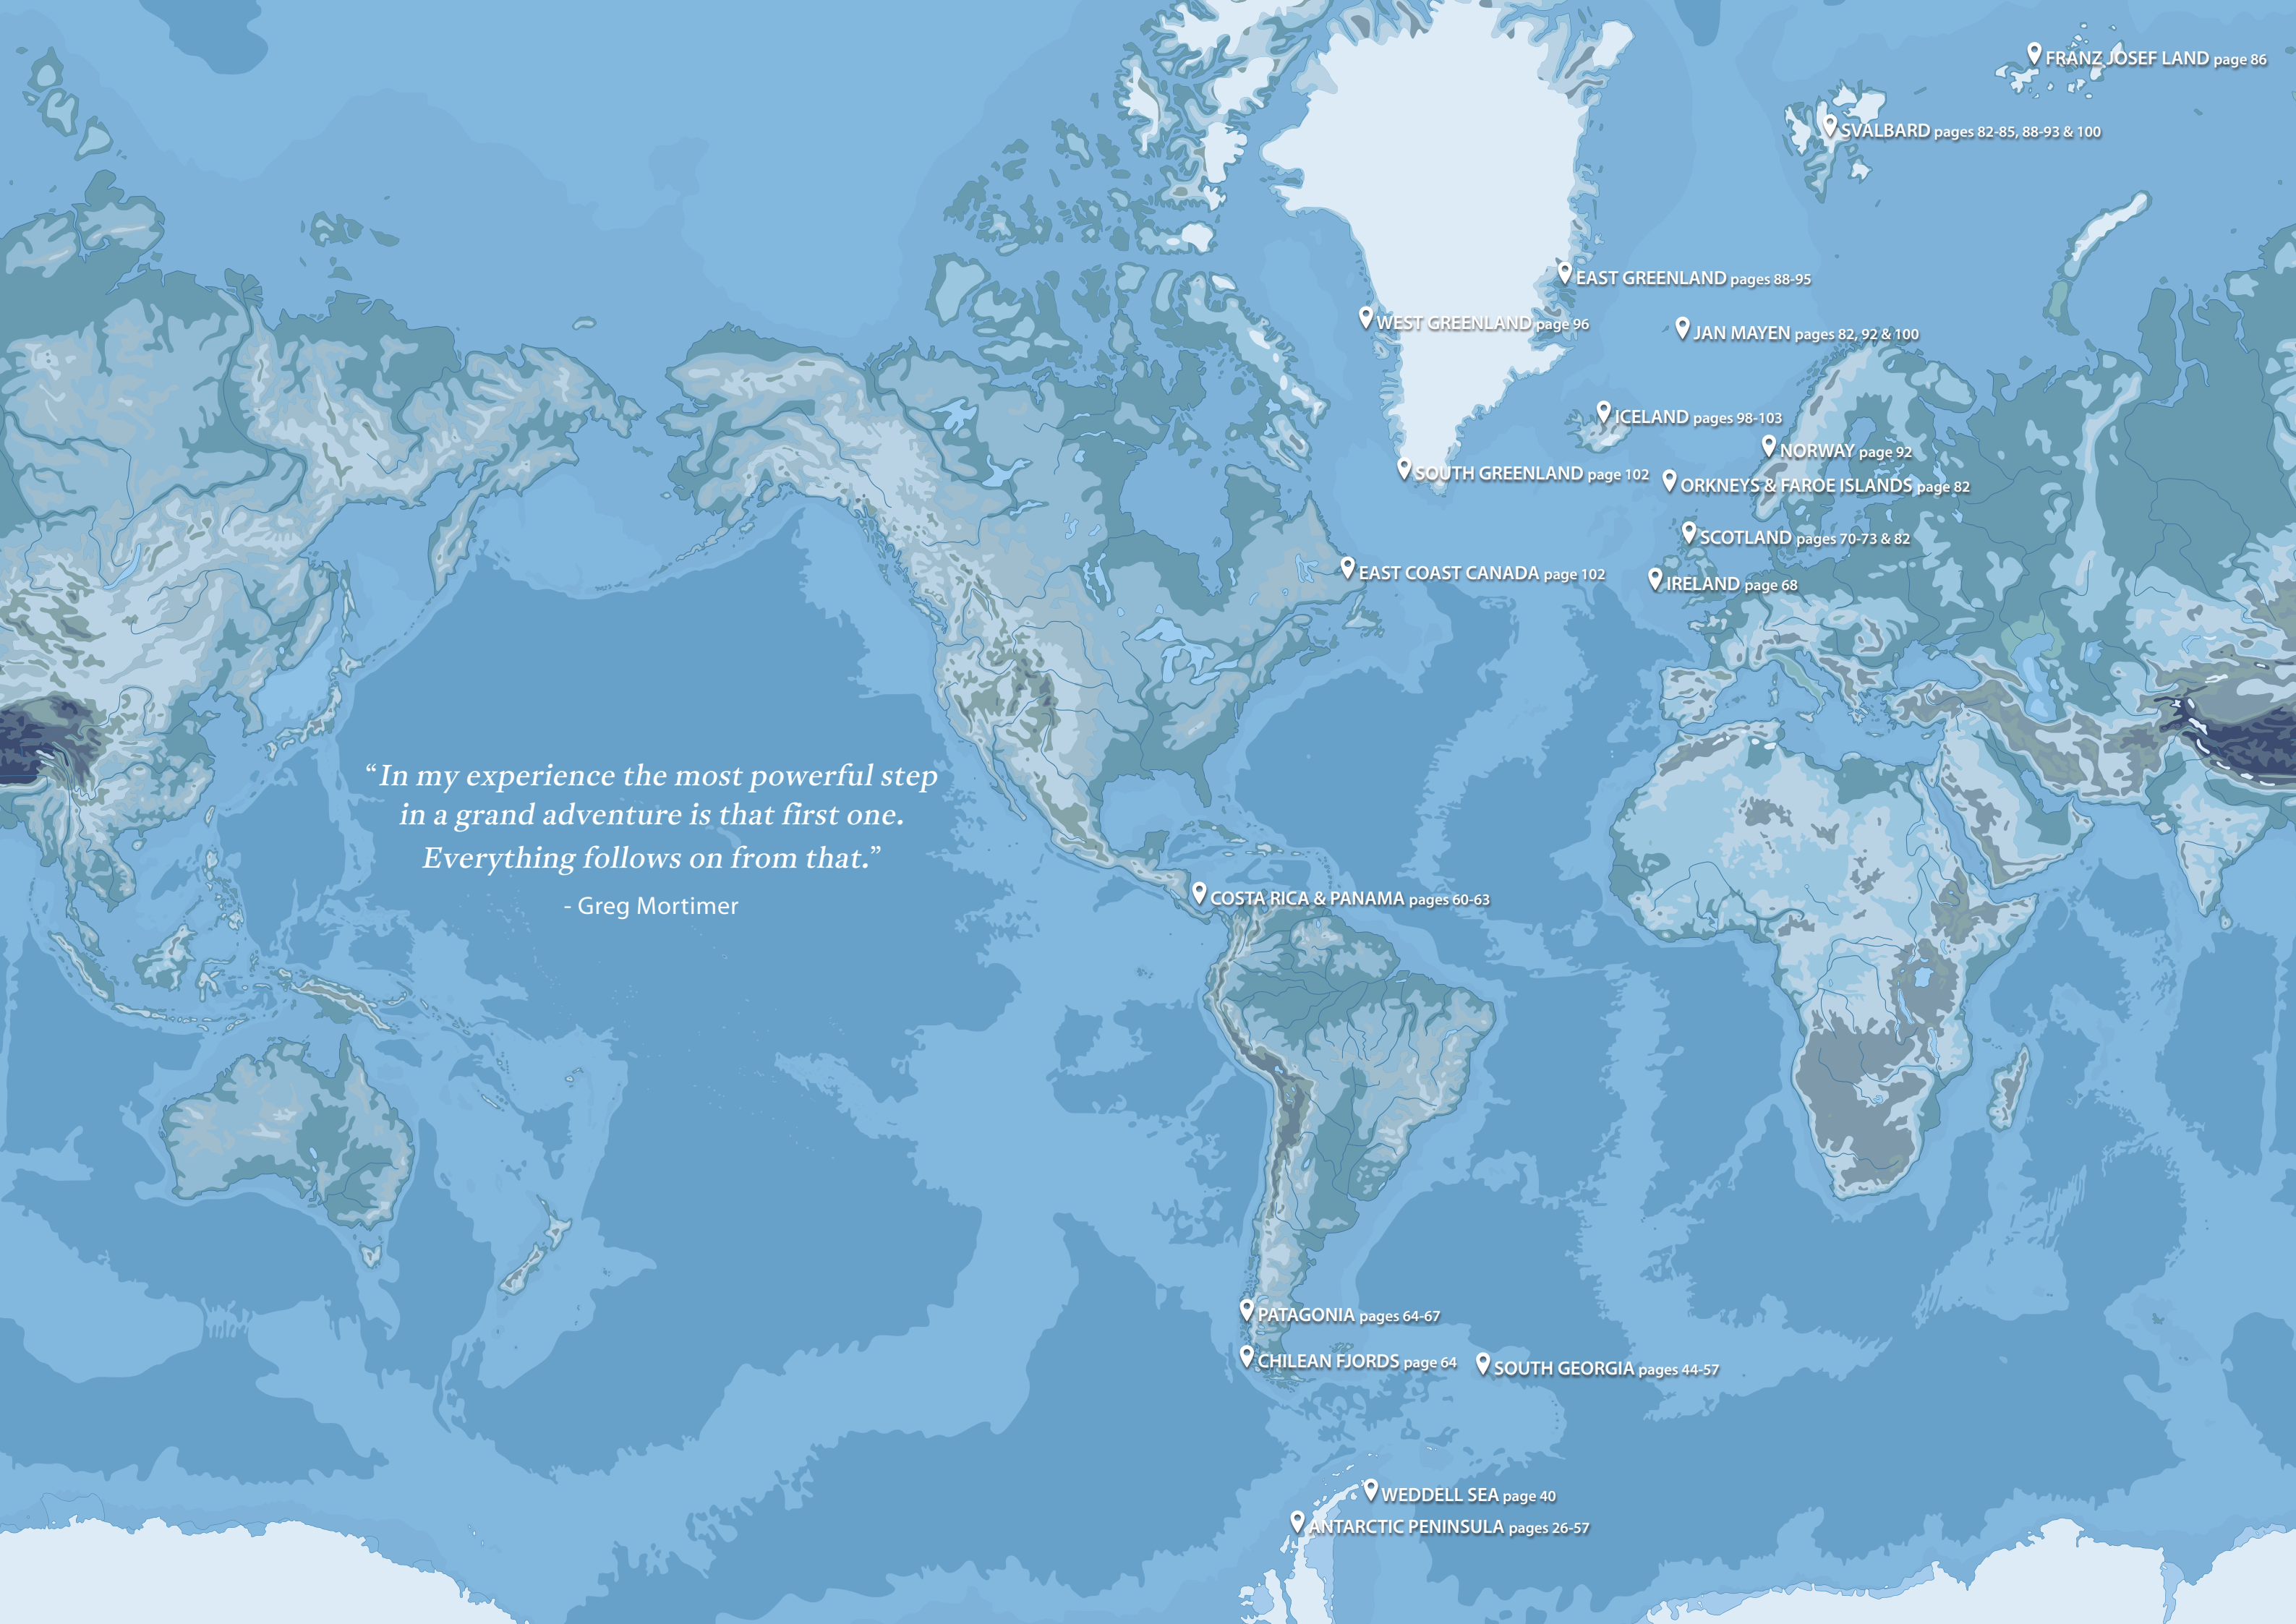 FRANZ JOSEF LAND page 86
SVALBARD pages 82-85, 88-93 & 100
EAST GREENLAND pages 88-95
WEST GREENLAND page 96
JAN MAYEN pages 82, 92 & 100
ICELAND pages 98-103
NORWAY page 92
SOUTH GREENLAND page 102
ORKNEYS & FAROE ISLANDS page 82
SCOTLAND pages 70-73 & 82
EAST COAST CANADA page 102
IRELAND page 68
“In my experience the most powerful step
in a grand adventure is that first one.
Everything follows on from that.”
- Greg Mortimer
COSTA RICA & PANAMA pages 60-63
PATAGONIA pages 64-67
CHILEAN FJORDS page 64
SOUTH GEORGIA pages 44-57
WEDDELL SEA page 40
ANTARCTIC PENINSULA pages 26-57